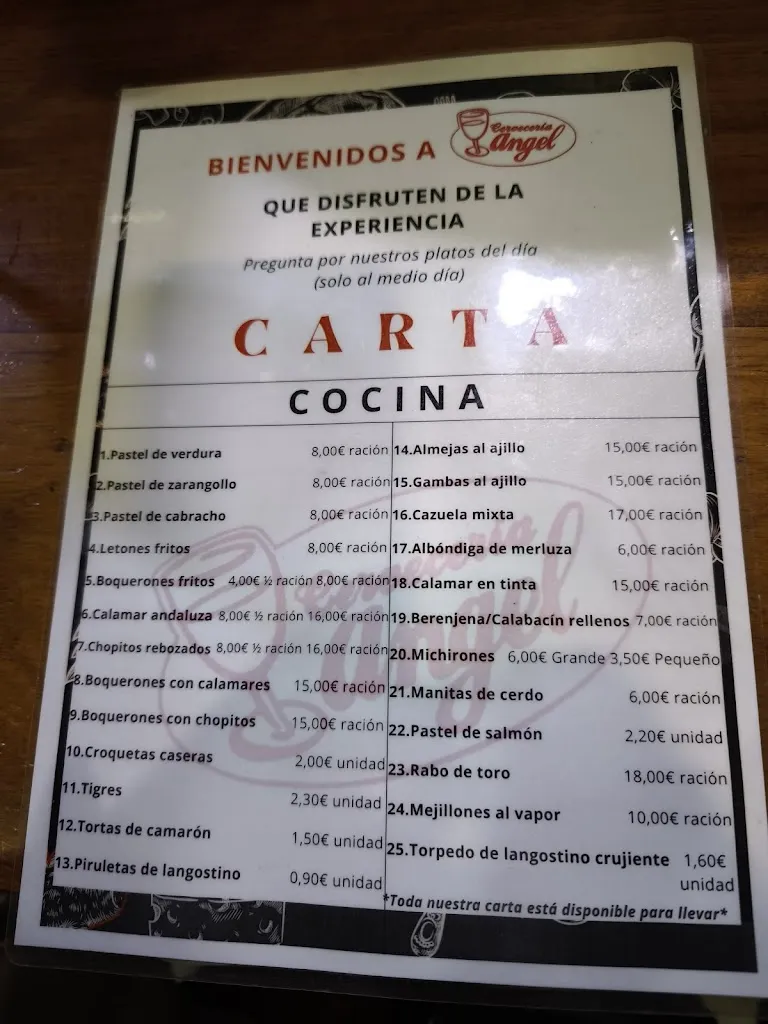 BIENVENIDOS A Cervecería angel
QUE DISFRUTEN DE LA
EXPERIENCIA
Pregunta por nuestros platos del día
(solo al medio día)
CARTA
COCINA
1.Pastel de verdura 8,00€ ración
2.Pastel de zarangollo 8,00€ ración
3.Pastel de cabracho 8,00€ ración
4.Letones fritos 8,00€ ración
5.Boquerones fritos 4,00€ ½ ración 8,00€ ración
6.Calamar andaluza 8,00€ ½ ración 16,00€ ración
7.Chopitos rebozados 8,00€ ½ ración 16,00€ ración
8.Boquerones con calamares 15,00€ ración
9.Boquerones con chopitos 15,00€ ración
10.Croquetas caseras 2,00€ unidad
11.Tigres 2,30€ unidad
12.Tortas de camarón 1,50€ unidad
13.Piruletas de langostino 0,90€ unidad
14.Almejas al ajillo 15,00€ ración
15.Gambas al ajillo 15,00€ ración
16.Cazuela mixta 17,00€ ración
17.Albóndiga de merluza 6,00€ ración
18.Calamar en tinta 15,00€ ración
19.Berenjena/Calabacín rellenos 7,00€ ración
20.Michirones 6,00€ Grande 3,50€ Pequeño
21.Manitas de cerdo 6,00€ ración
22.Pastel de salmón 2,20€ unidad
23.Rabo de toro 18,00€ ración
24.Mejillones al vapor 10,00€ ración
25.Torpedo de langostino crujiente 1,60€
unidad
*Toda nuestra carta está disponible para llevar*
Cervecería
angel